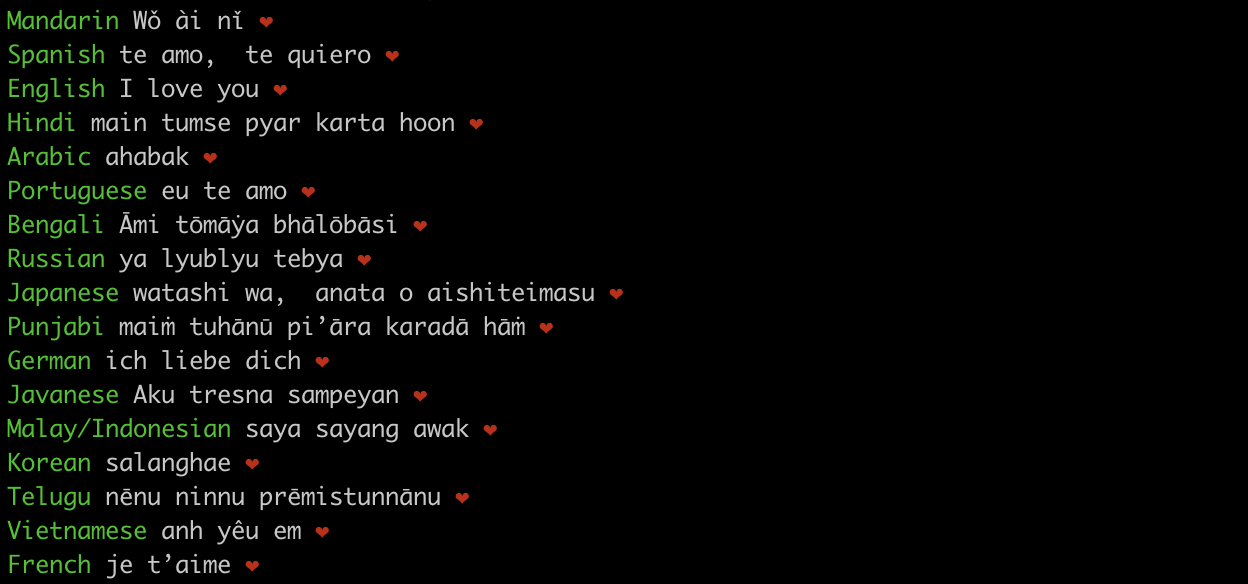 Mandarin Wǒ ài nǐ ❤
Spanish te amo,  te quiero ❤
English I love you ❤
Hindi main tumse pyar karta hoon ❤
Arabic ahabak ❤
Portuguese eu te amo ❤
Bengali Āmi tōmāẏa bhālōbāsi ❤
Russian ya lyublyu tebya ❤
Japanese watashi wa,  anata o aishiteimasu ❤
Punjabi maiṁ tuhānū pi’āra karadā hāṁ ❤
German ich liebe dich ❤
Javanese Aku tresna sampeyan ❤
Malay/Indonesian saya sayang awak ❤
Korean salanghae ❤
Telugu nēnu ninnu prēmistunnānu ❤
Vietnamese anh yêu em ❤
French je t’aime ❤